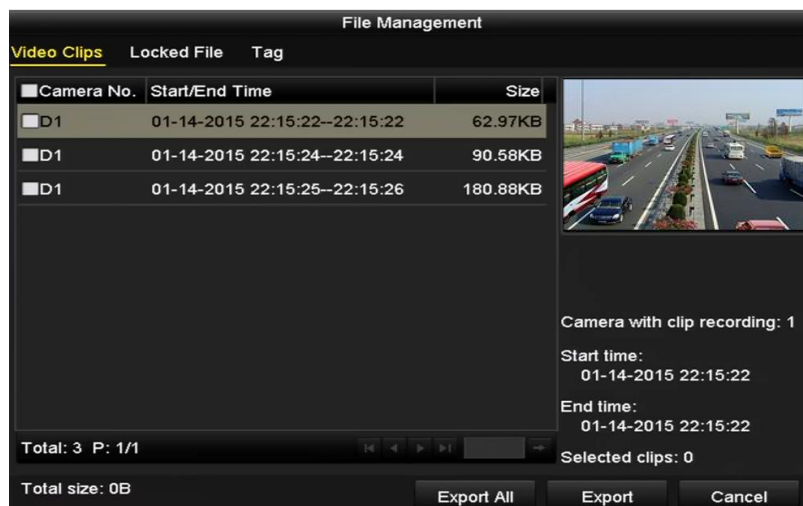 File Management
Video Clips Locked File Tag
Camera No. Start/End Time Size
D1 01-14-2015 22:15:22--22:15:22 62.97KB
D1 01-14-2015 22:15:24--22:15:24 90.58KB
D1 01-14-2015 22:15:25--22:15:26 180.88KB
Camera with clip recording: 1
Start time:
01-14-2015 22:15:22
End time:
01-14-2015 22:15:22
Selected clips: 0
Total: 3 P: 1/1
Total size: 0B
Export All Export Cancel